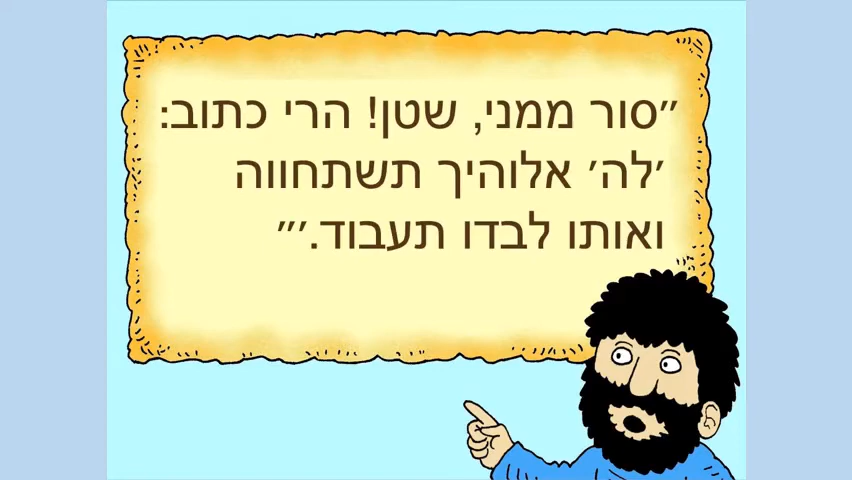 ״סור ממני, שטן! הרי כתוב:
׳לה׳ אלוהיך תשתחווה
ואותו לבדו תעבוד.׳״